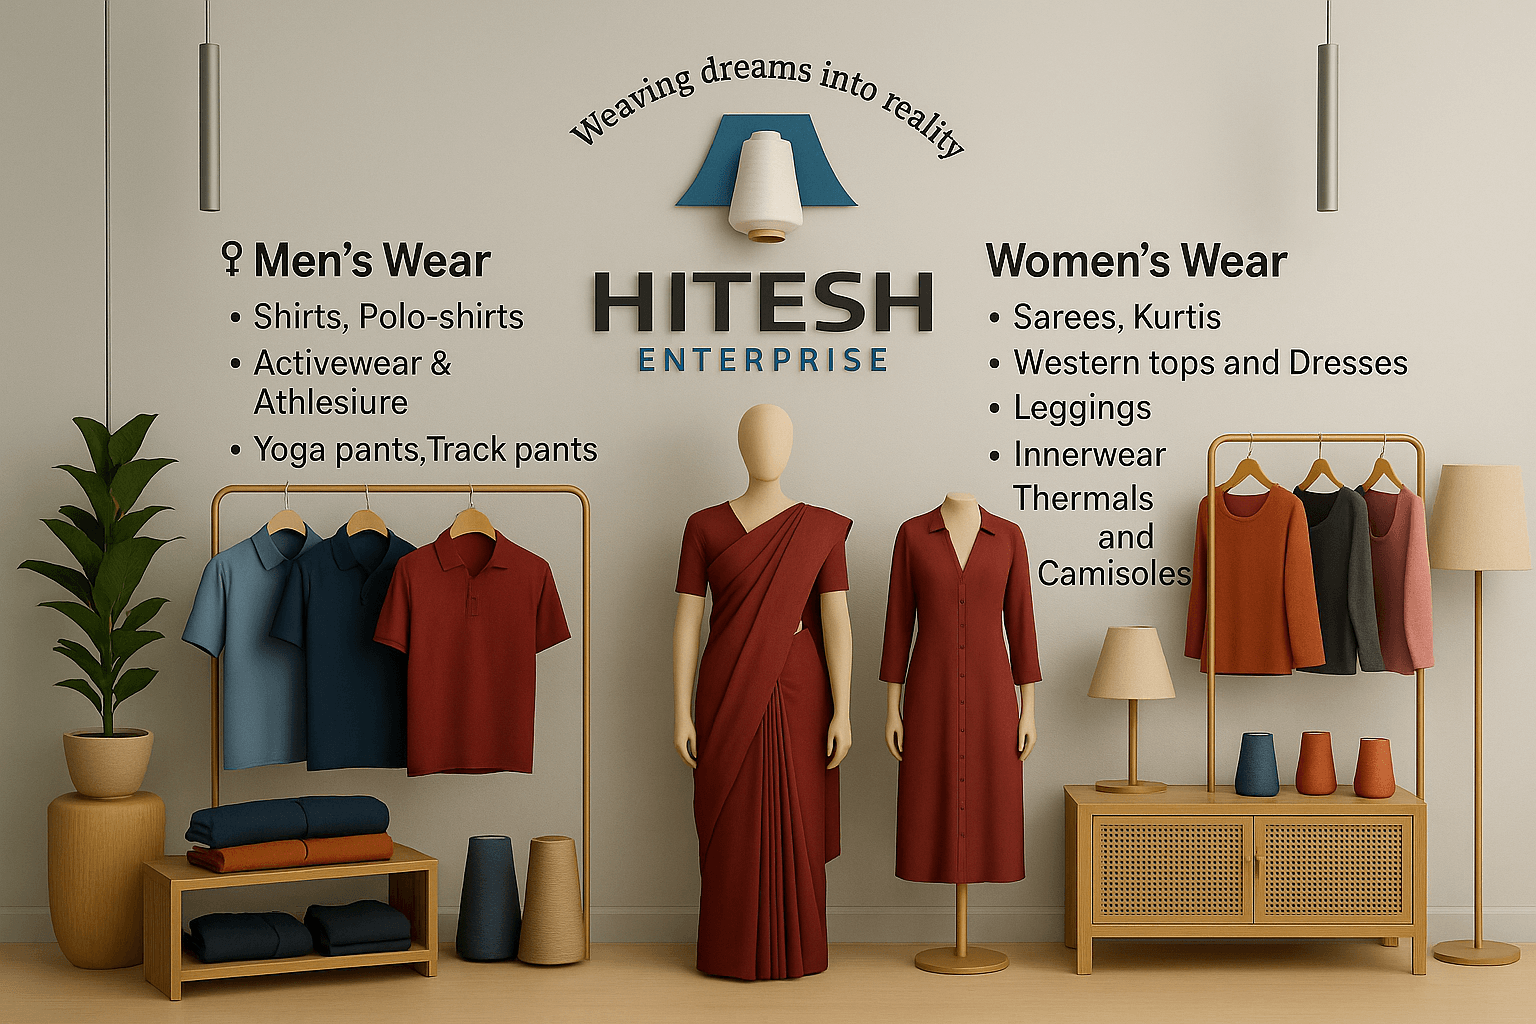 Weaving dreams into reality
HITESH
ENTERPRISE
♀ Men's Wear
• Shirts, Polo-shirts
• Activewear &
Athlesiure
• Yoga pants,Track pants
Women's Wear
• Sarees, Kurtis
• Western tops and Dresses
• Leggings
• Innerwear
Thermals
and
Camisoles